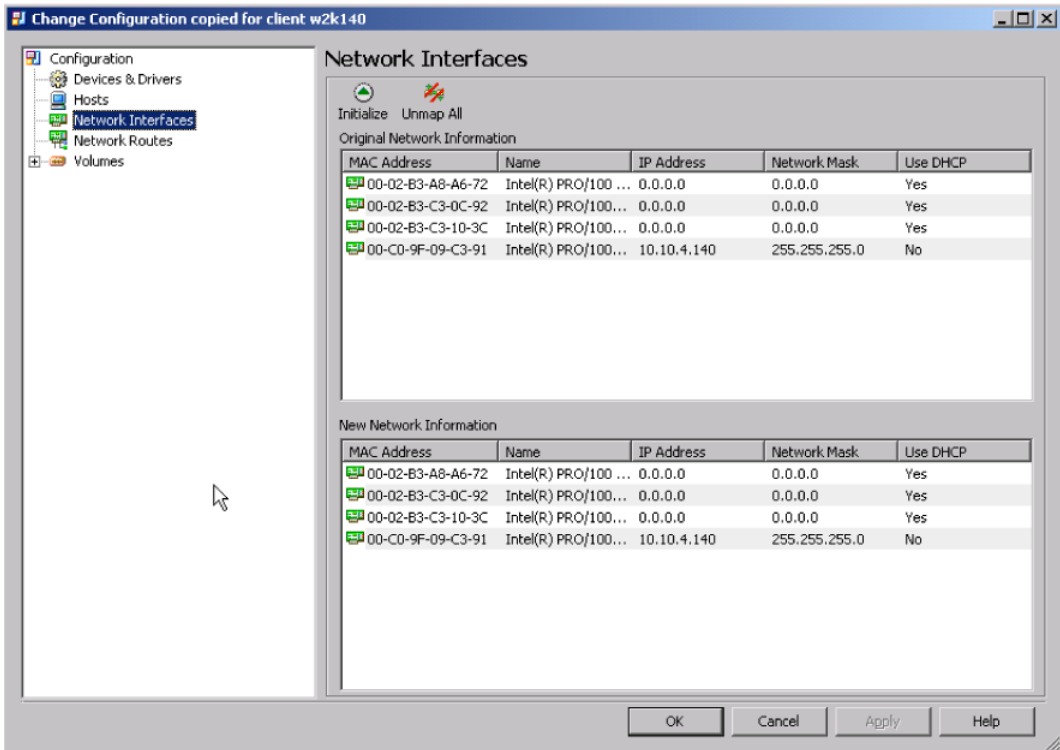 Change Configuration copied for client w2k140
Configuration
Devices & Drivers
Hosts
Network Interfaces
Network Routes
Volumes
Network Interfaces
Initialize Unmap All
Original Network Information
MAC Address Name IP Address Network Mask Use DHCP
00-02-B3-A8-A6-72 Intel(R) PRO/100 ... 0.0.0.0 0.0.0.0 Yes
00-02-B3-C3-0C-92 Intel(R) PRO/100... 0.0.0.0 0.0.0.0 Yes
00-02-B3-C3-10-3C Intel(R) PRO/100... 0.0.0.0 0.0.0.0 Yes
00-C0-9F-09-C3-91 Intel(R) PRO/100... 10.10.4.140 255.255.255.0 No
New Network Information
MAC Address Name IP Address Network Mask Use DHCP
00-02-B3-A8-A6-72 Intel(R) PRO/100 ... 0.0.0.0 0.0.0.0 Yes
00-02-B3-C3-0C-92 Intel(R) PRO/100... 0.0.0.0 0.0.0.0 Yes
00-02-B3-C3-10-3C Intel(R) PRO/100... 0.0.0.0 0.0.0.0 Yes
00-C0-9F-09-C3-91 Intel(R) PRO/100... 10.10.4.140 255.255.255.0 No
OK Cancel Apply Help